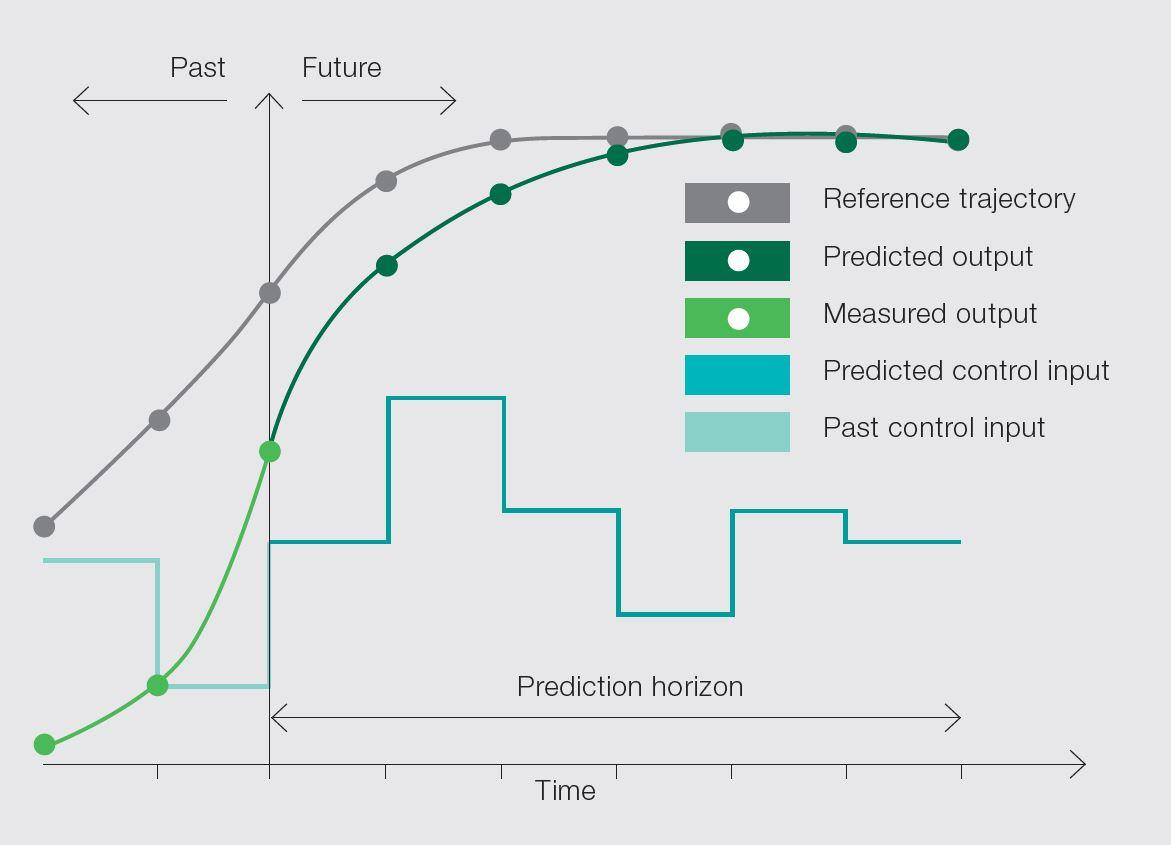 Past
Future
Reference trajectory
Predicted output
Measured output
Predicted control input
Past control input
Prediction horizon
Time